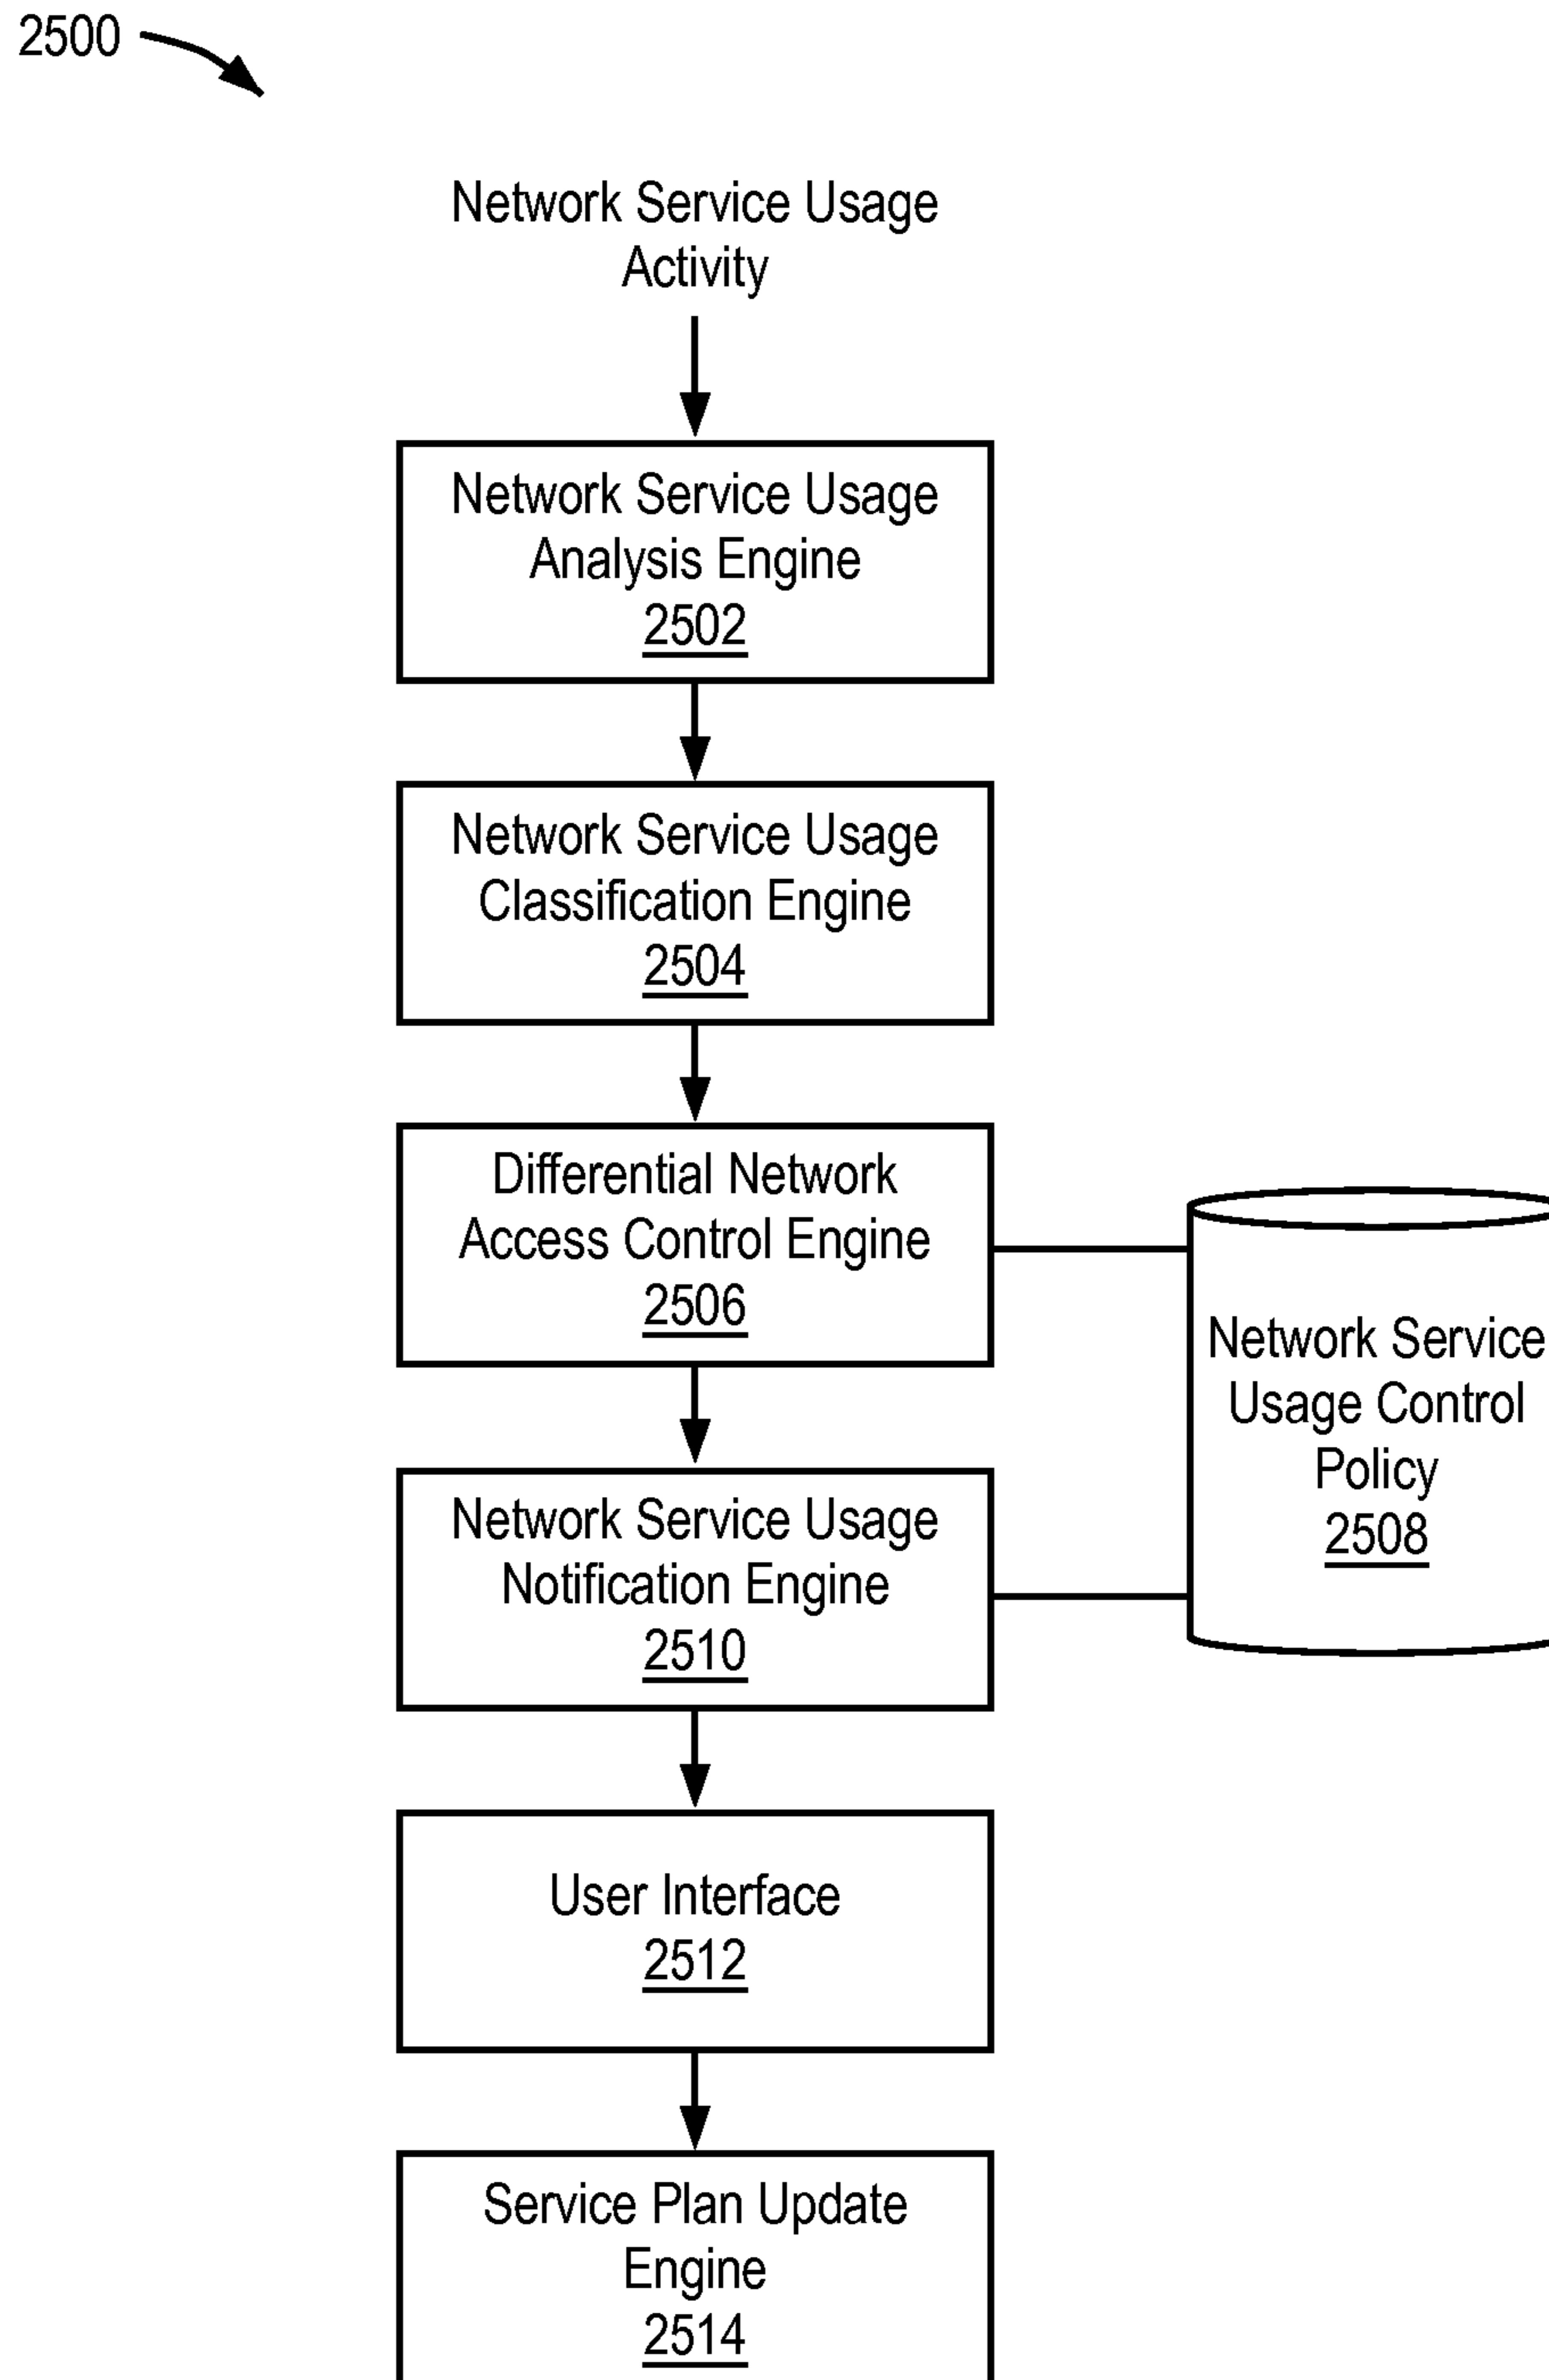 2500
Network Service Usage
Activity
Network Service Usage
Analysis Engine
2502
Network Service Usage
Classification Engine
2504
Differential Network
Access Control Engine
2506
Network Service
Usage Control
Policy
2508
Network Service Usage
Notification Engine
2510
User Interface
2512
Service Plan Update
Engine
2514